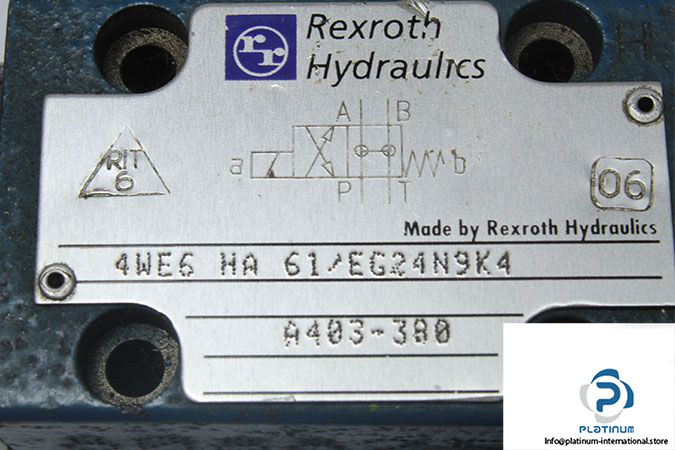 rr
Rexroth
Hydraulics
A B
a
b
P T
RIT
6
06
Made by Rexroth Hydraulics
4WE6 HA 61/EG24N9K4
A403-380
H
P
PLATINUM
Info@platinum-international.store